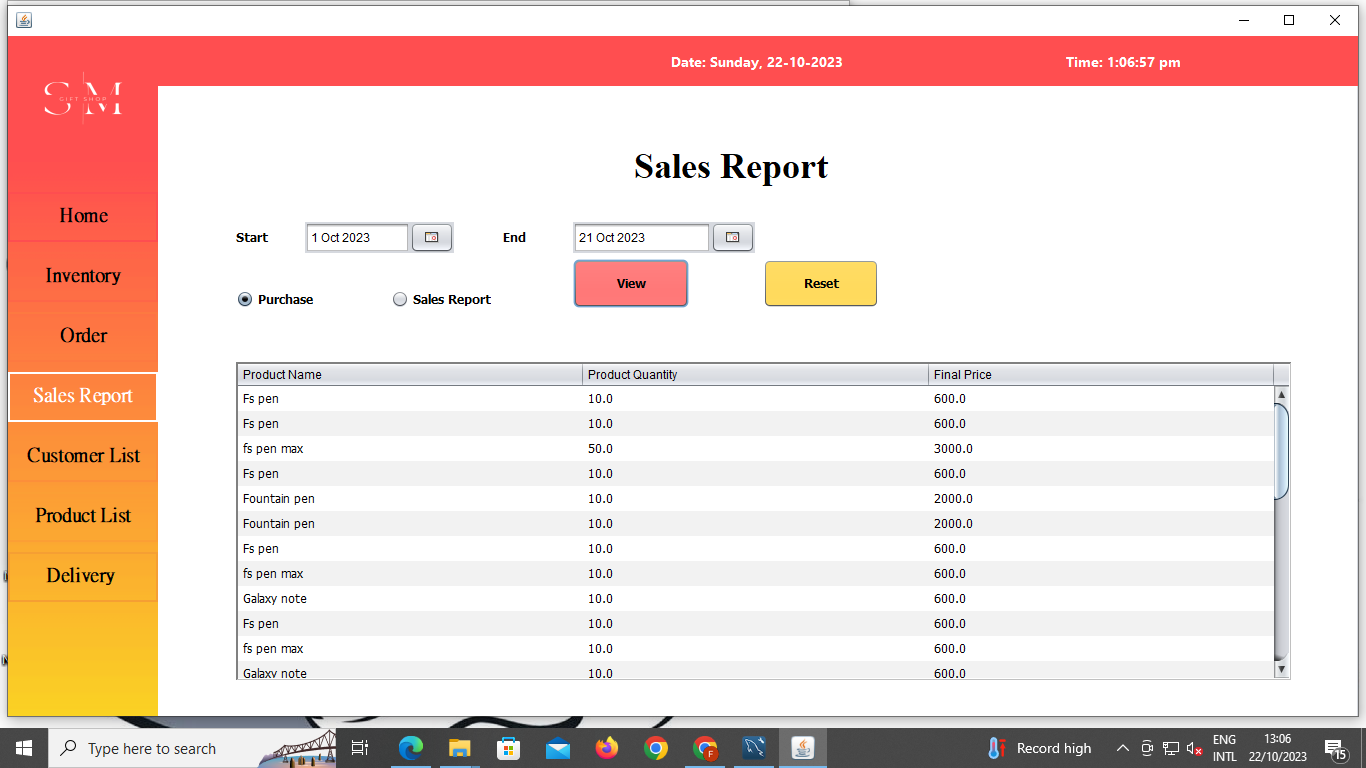 Date: Sunday, 22-10-2023 Time: 1:06:57 pm
SM
GIFT SHOP
Sales Report
Home
Inventory
Order
Sales Report
Customer List
Product List
Delivery
Start 1 Oct 2023 End 21 Oct 2023
Purchase Sales Report View Reset
Product Name Product Quantity Final Price
Fs pen 10.0 600.0
Fs pen 10.0 600.0
fs pen max 50.0 3000.0
Fs pen 10.0 600.0
Fountain pen 10.0 2000.0
Fountain pen 10.0 2000.0
Fs pen 10.0 600.0
fs pen max 10.0 600.0
Galaxy note 10.0 600.0
Fs pen 10.0 600.0
fs pen max 10.0 600.0
Galaxy note 10.0 600.0
Type here to search
F
Record high
ENG
INTL
13:06
22/10/2023
15